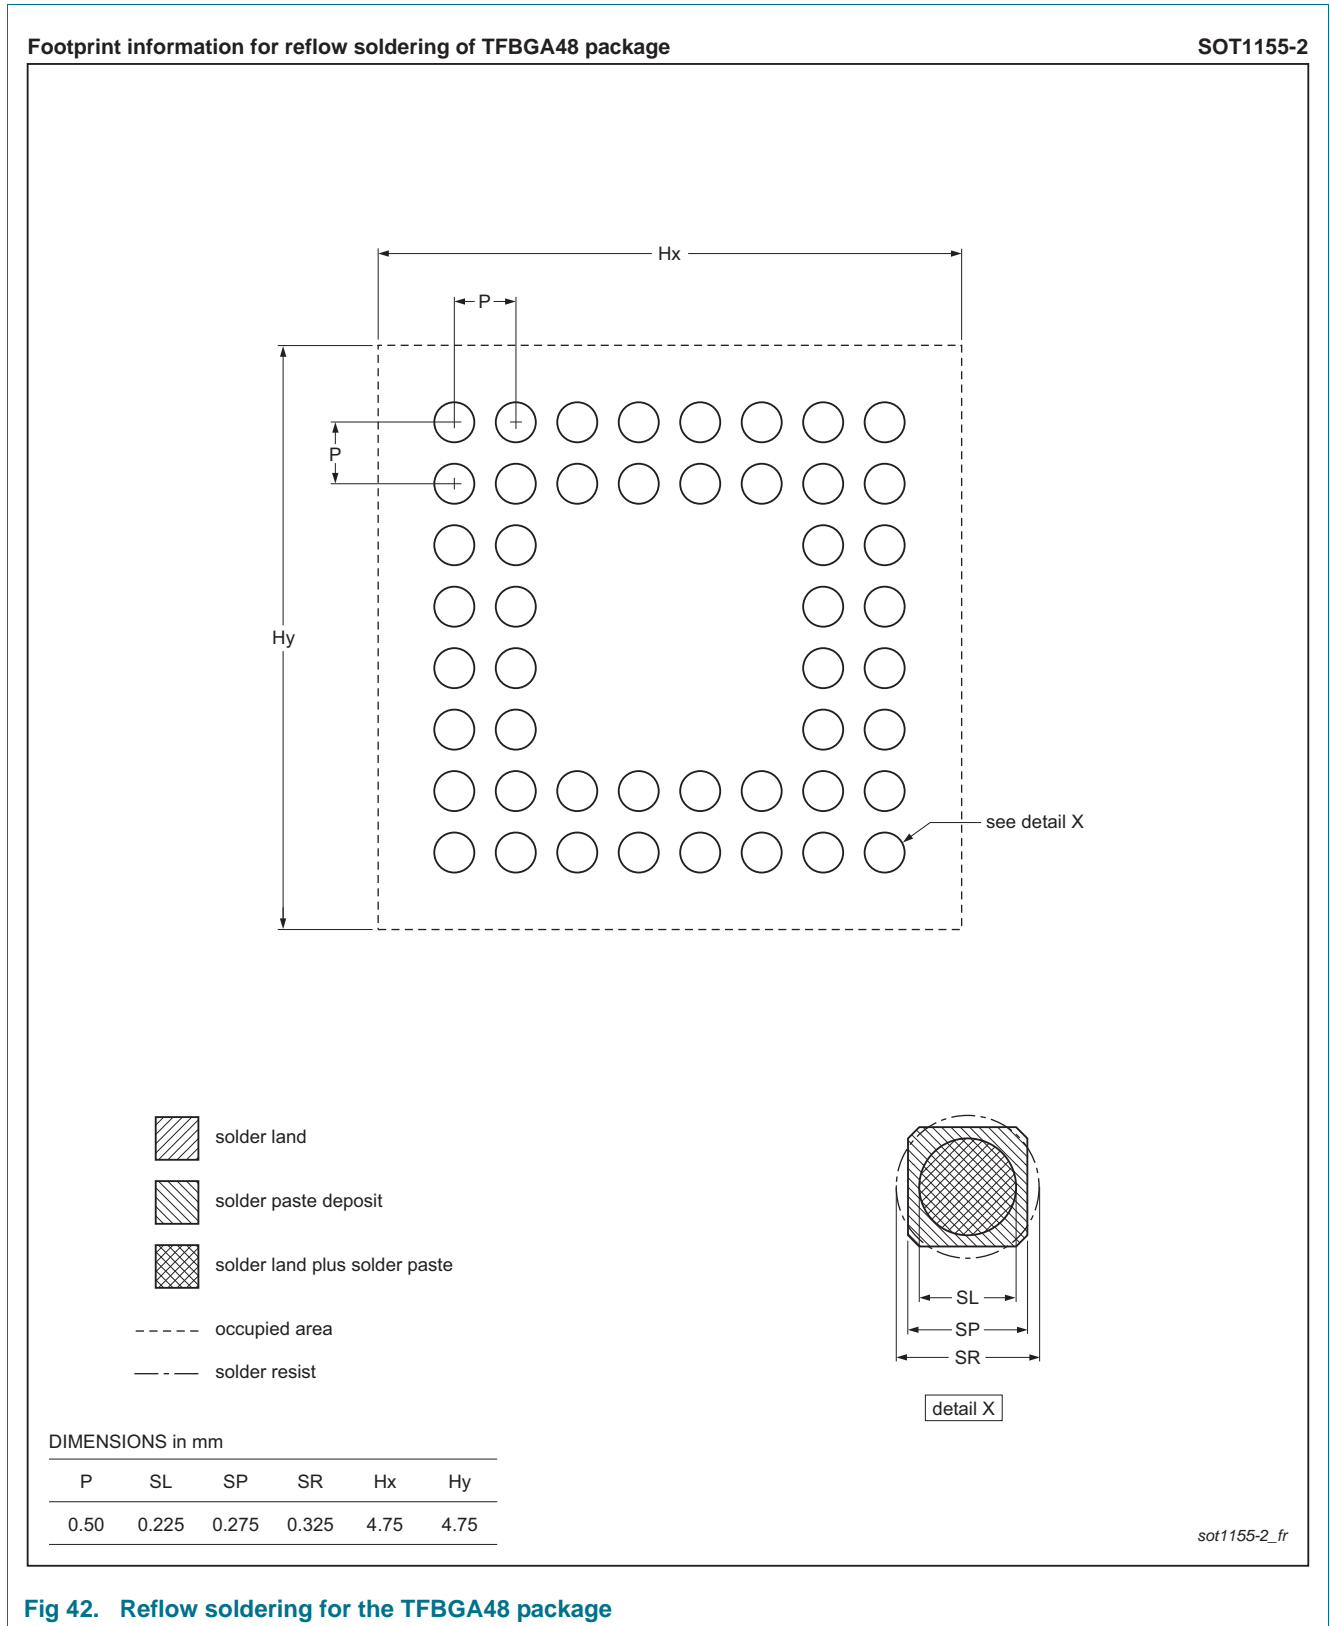 Footprint information for reflow soldering of TFBGA48 package SOT1155-2
Hx
P
P
Hy
see detail X
solder land
solder paste deposit
solder land plus solder paste
occupied area
solder resist
SL
SP
SR
detail X
DIMENSIONS in mm
P SL SP SR Hx Hy
0.50 0.225 0.275 0.325 4.75 4.75
sot1155-2_fr
Fig 42. Reflow soldering for the TFBGA48 package